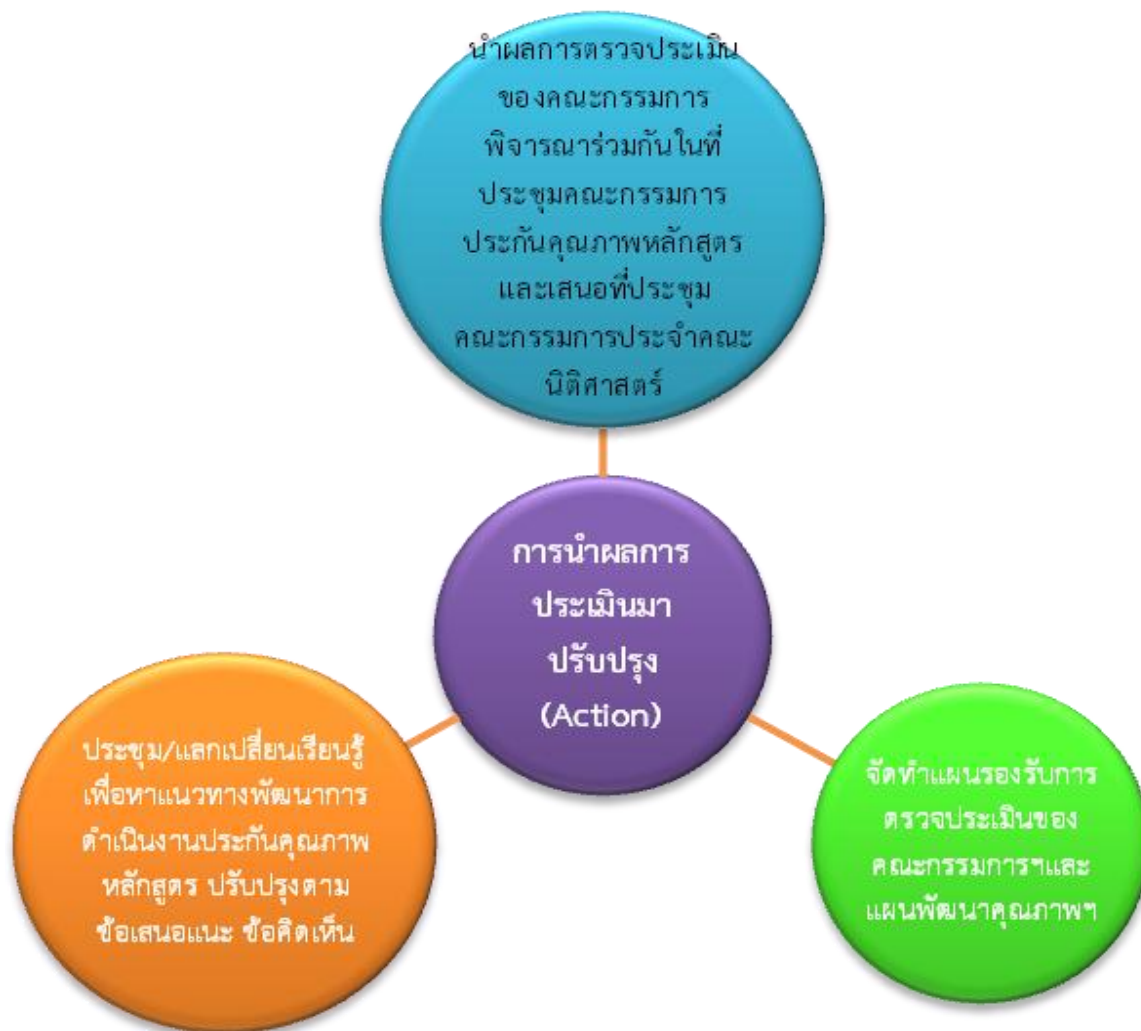 นำผลการตรวจประเมิน
ของคณะกรรมการ
พิจารณาร่วมกันในที่
ประชุมคณะกรรมการ
ประกันคุณภาพหลักสูตร
และเสนอที่ประชุม
คณะกรรมการประจำคณะ
นิติศาสตร์
การนำผลการ
ประเมินมา
ปรับปรุง
(Action)
ประชุม/แลกเปลี่ยนเรียนรู้
เพื่อหาแนวทางพัฒนาการ
ดำเนินงานประกันคุณภาพ
หลักสูตร ปรับปรุงตาม
ข้อเสนอแนะ ข้อคิดเห็น
จัดทำแผนรองรับการ
ตรวจประเมินของ
คณะกรรมการฯและ
แผนพัฒนาคุณภาพฯ